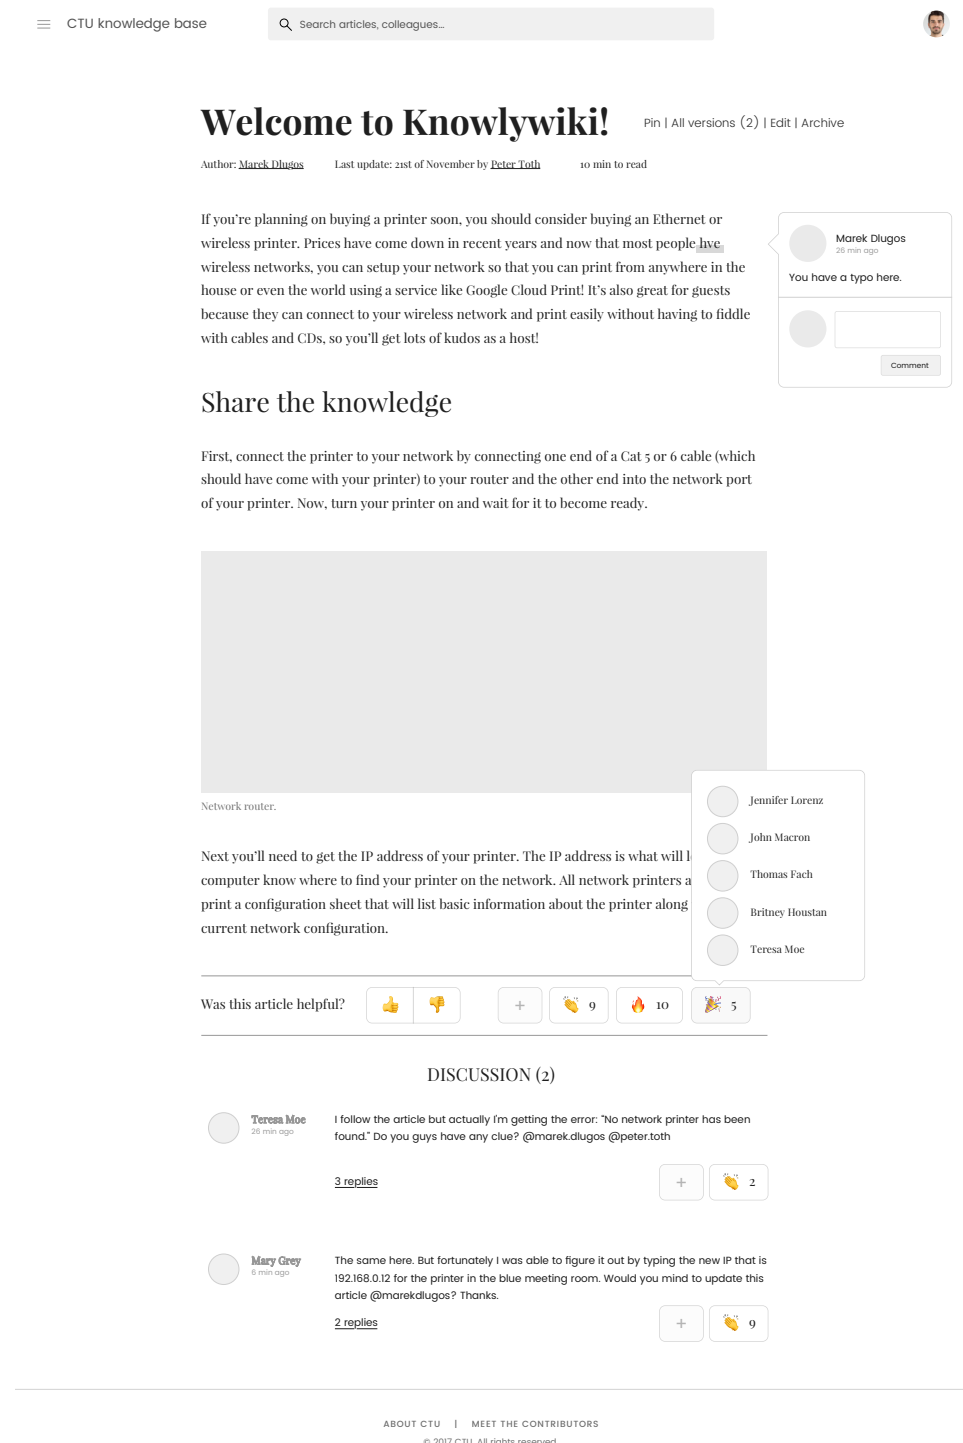 CTU knowledge base
Search articles, colleagues...
Welcome to Knowlywiki!
Pin | All versions (2) | Edit | Archive
Author: Marek Dlugos
Last update: 21st of November by Peter Toth
10 min to read
If you’re planning on buying a printer soon, you should consider buying an Ethernet or
wireless printer. Prices have come down in recent years and now that most people hve
wireless networks, you can setup your network so that you can print from anywhere in the
house or even the world using a service like Google Cloud Print! It’s also great for guests
because they can connect to your wireless network and print easily without having to fiddle
with cables and CDs, so you’ll get lots of kudos as a host!
Marek Dlugos
26 min ago
You have a typo here.
Comment
Share the knowledge
First, connect the printer to your network by connecting one end of a Cat 5 or 6 cable (which
should have come with your printer) to your router and the other end into the network port
of your printer. Now, turn your printer on and wait for it to become ready.
Network router.
Jennifer Lorenz
John Macron
Thomas Fach
Britney Houstan
Teresa Moe
Next you’ll need to get the IP address of your printer. The IP address is what will
computer know where to find your printer on the network. All network printers
print a configuration sheet that will list basic information about the printer along
current network configuration.
Was this article helpful?
👍 👎 + 👏 9 🔥 10 🎉 5
DISCUSSION (2)
Teresa Moe
26 min ago
I follow the article but actually I'm getting the error: "No network printer has been
found." Do you guys have any clue? @marek.dlugos @peter.toth
3 replies
+ 👏 2
Mary Grey
6 min ago
The same here. But fortunately I was able to figure it out by typing the new IP that is
192.168.0.12 for the printer in the blue meeting room. Would you mind to update this
article @marekdlugos? Thanks.
2 replies
+ 👏 9
ABOUT CTU | MEET THE CONTRIBUTORS
© 2017 CTU. All rights reserved